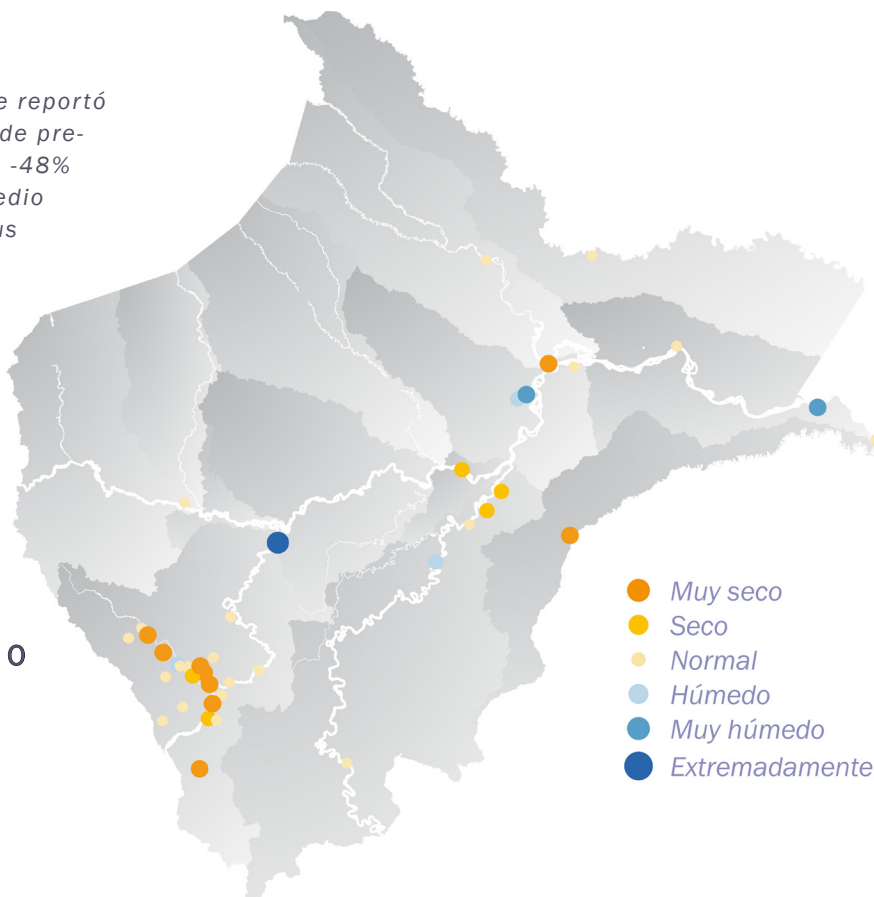 e reportó
de pre-
-48%
edio
us
o
Muy seco
Seco
Normal
Húmedo
Muy húmedo
Extremadamente